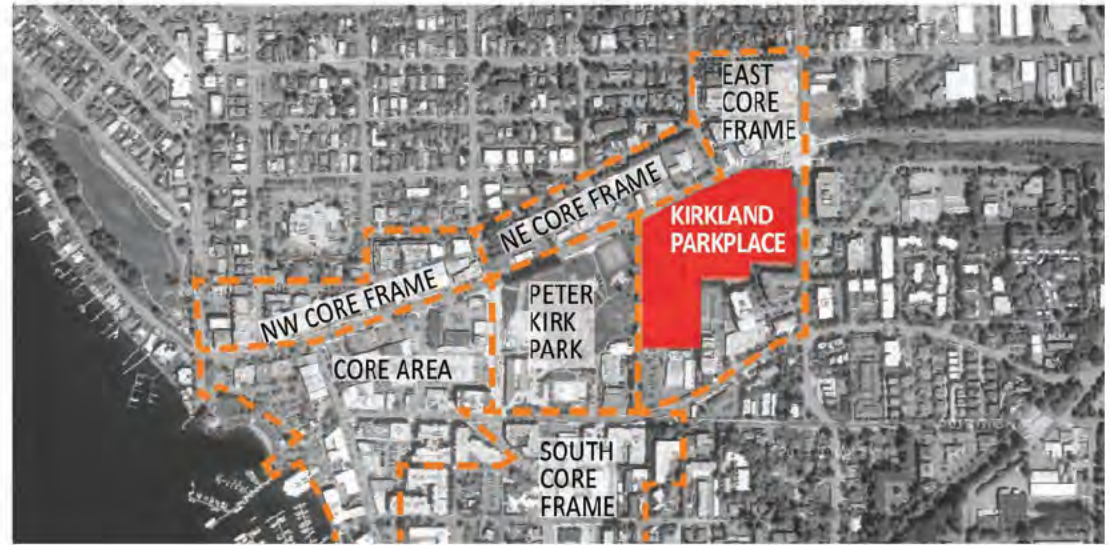 EAST
CORE
FRAME
NE CORE FRAME
KIRKLAND
PARKPLACE
NW CORE FRAME
PETER
KIRK
PARK
CORE AREA
SOUTH
CORE
FRAME